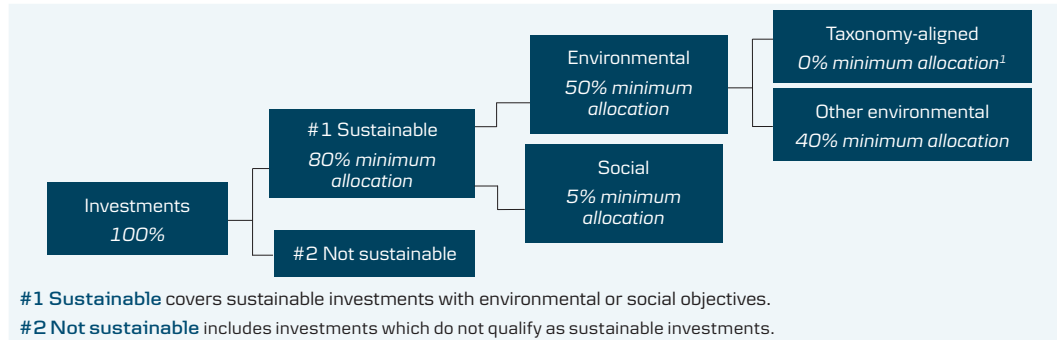 Taxonomy-aligned
0% minimum allocation¹
Environmental
50% minimum
allocation
Other environmental
40% minimum allocation
#1 Sustainable
80% minimum
allocation
Social
5% minimum
allocation
Investments
100%
#2 Not sustainable
#1 Sustainable covers sustainable investments with environmental or social objectives.
#2 Not sustainable includes investments which do not qualify as sustainable investments.